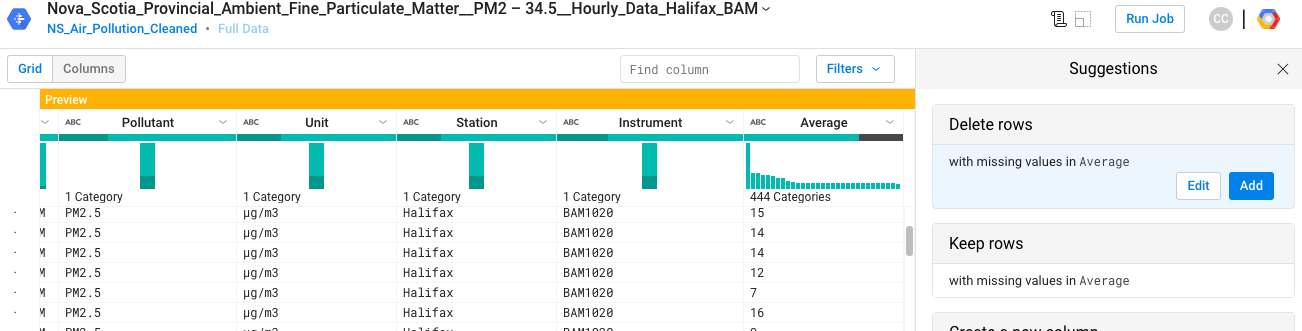 Nova_Scotia_Provincial_Ambient_Fine_Particulate_Matter__PM2 – 34.5__Hourly_Data_Halifax_BAM
NS_Air_Pollution_Cleaned • Full Data
Run Job
CC
Grid Columns
Find column
Filters
Suggestions
Preview
ABC Pollutant ABC Unit ABC Station ABC Instrument ABC Average
1 Category 1 Category 1 Category 1 Category 444 Categories
M PM2.5 µg/m3 Halifax BAM1020 15
M PM2.5 µg/m3 Halifax BAM1020 14
M PM2.5 µg/m3 Halifax BAM1020 14
M PM2.5 µg/m3 Halifax BAM1020 12
M PM2.5 µg/m3 Halifax BAM1020 7
M PM2.5 µg/m3 Halifax BAM1020 16
Delete rows
with missing values in Average
Edit Add
Keep rows
with missing values in Average
Create a new column